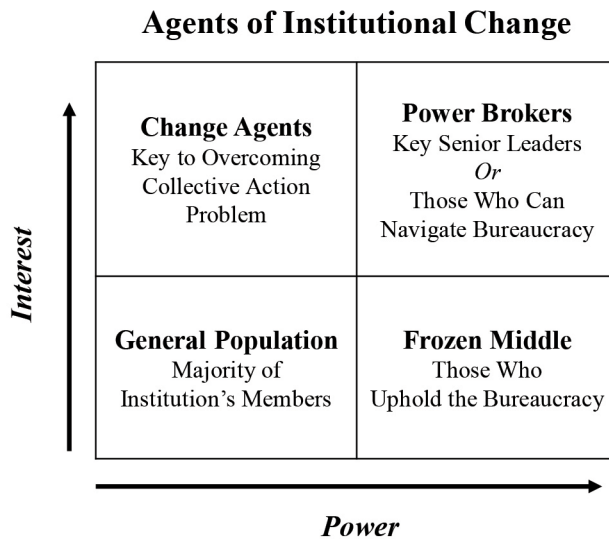 Agents of Institutional Change
Change Agents
Key to Overcoming
Collective Action
Problem
Power Brokers
Key Senior Leaders
Or
Those Who Can
Navigate Bureaucracy
General Population
Majority of
Institution's Members
Frozen Middle
Those Who
Uphold the Bureaucracy
Interest
Power